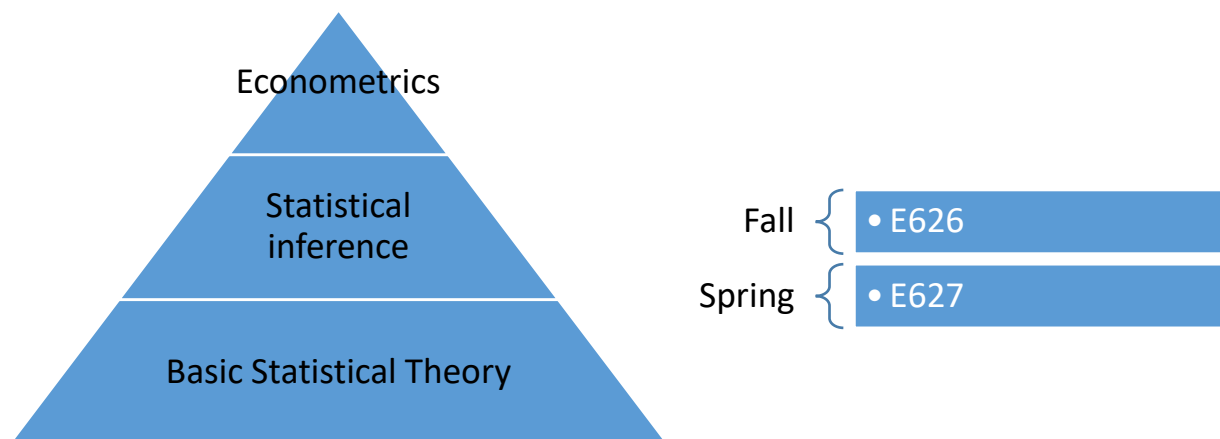 Econometrics
Statistical
inference
Basic Statistical Theory
Fall
• E626
Spring
• E627